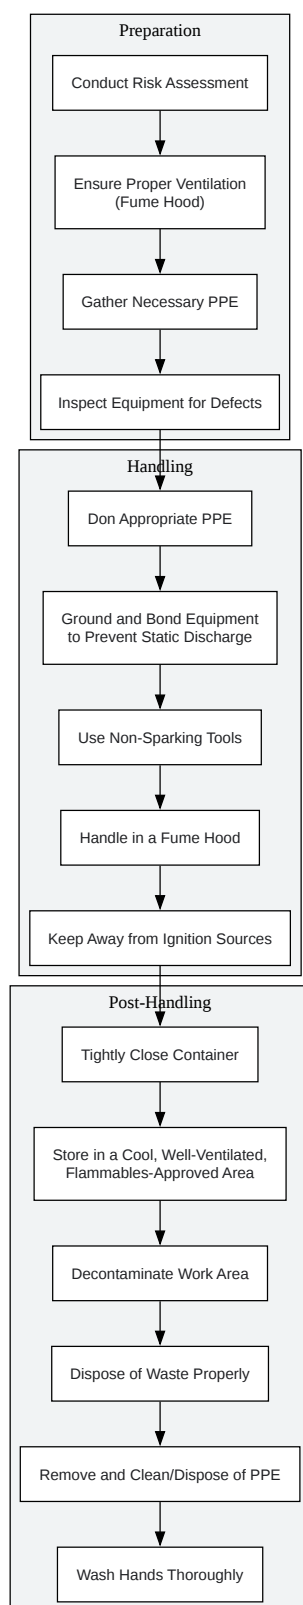 Preparation
Conduct Risk Assessment
Ensure Proper Ventilation
(Fume Hood)
Gather Necessary PPE
Inspect Equipment for Defects
Handling
Don Appropriate PPE
Ground and Bond Equipment
to Prevent Static Discharge
Use Non-Sparking Tools
Handle in a Fume Hood
Keep Away from Ignition Sources
Post-Handling
Tightly Close Container
Store in a Cool, Well-Ventilated,
Flammables-Approved Area
Decontaminate Work Area
Dispose of Waste Properly
Remove and Clean/Dispose of PPE
Wash Hands Thoroughly